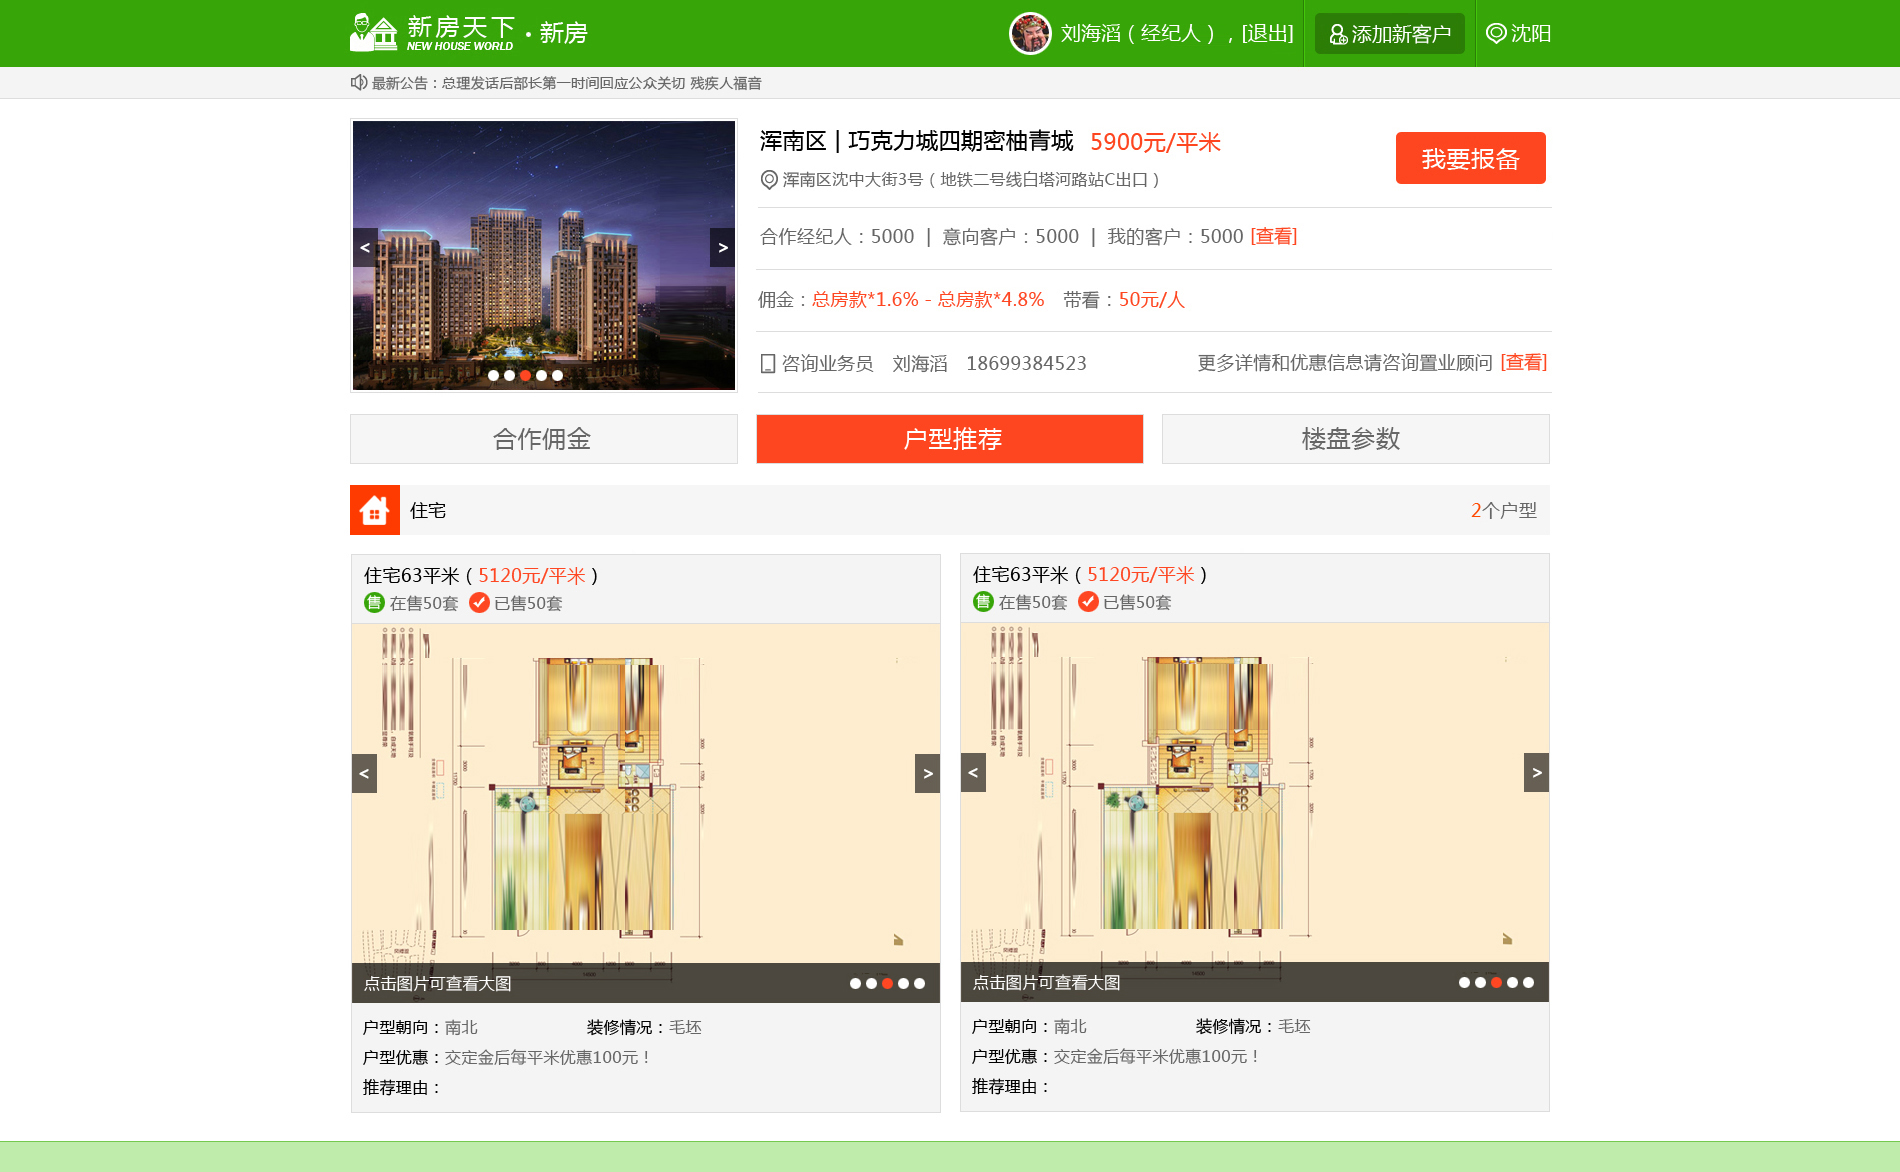 新房天下
NEW HOUSE WORLD
· 新房
刘海滔（经纪人），[退出]
添加新客户
沈阳
最新公告：总理发话后部长第一时间回应公众关切 残疾人福音
浑南区 | 巧克力城四期密柚青城 5900元/平米
我要报备
浑南区沈中大街3号（地铁二号线白塔河路站C出口）
合作经纪人：5000 | 意向客户：5000 | 我的客户：5000 [查看]
佣金：总房款*1.6% - 总房款*4.8% 带看：50元/人
咨询业务员 刘海滔 18699384523
更多详情和优惠信息请咨询置业顾问 [查看]
< >
合作佣金
户型推荐
楼盘参数
住宅
2个户型
住宅63平米（5120元/平米）
售 在售50套 已售50套
< >
点击图片可查看大图
户型朝向：南北 装修情况：毛坯
户型优惠：交定金后每平米优惠100元！
推荐理由：
住宅63平米（5120元/平米）
售 在售50套 已售50套
< >
点击图片可查看大图
户型朝向：南北 装修情况：毛坯
户型优惠：交定金后每平米优惠100元！
推荐理由：